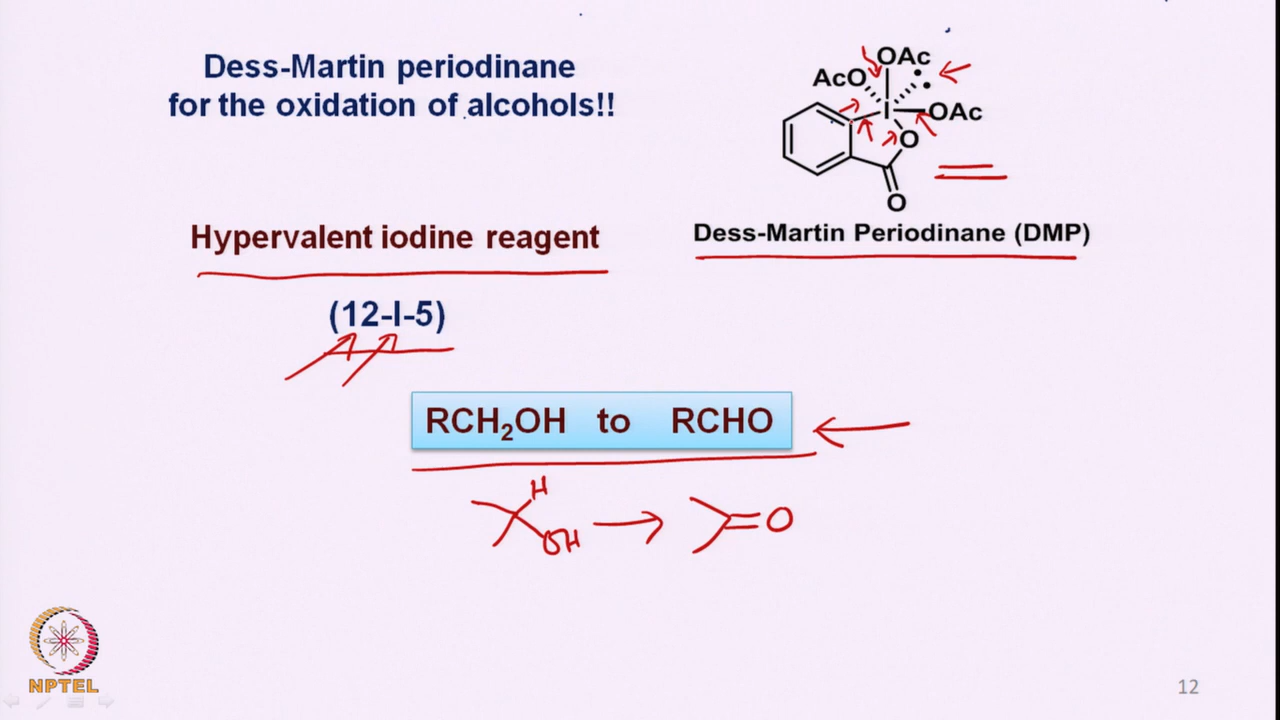 Dess-Martin periodinane
for the oxidation of alcohols!!
OAc
AcO
I
OAc
O
O
Dess-Martin Periodinane (DMP)
Hypervalent iodine reagent
(12-I-5)
RCH₂OH to RCHO
H
OH
O
NPTEL
12